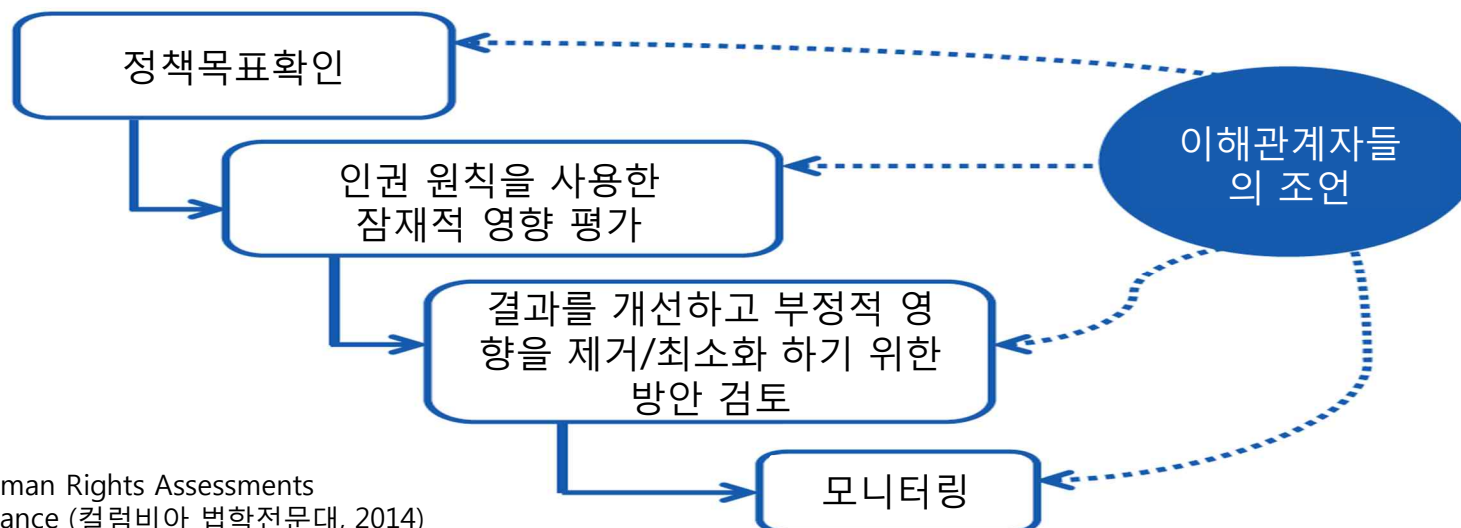 정책목표확인
이해관계자들
의 조언
인권 원칙을 사용한
잠재적 영향 평가
결과를 개선하고 부정적 영
향을 제거/최소화 하기 위한
방안 검토
모니터링
man Rights Assessments
ance (컬럼비아 법학전문대, 2014)